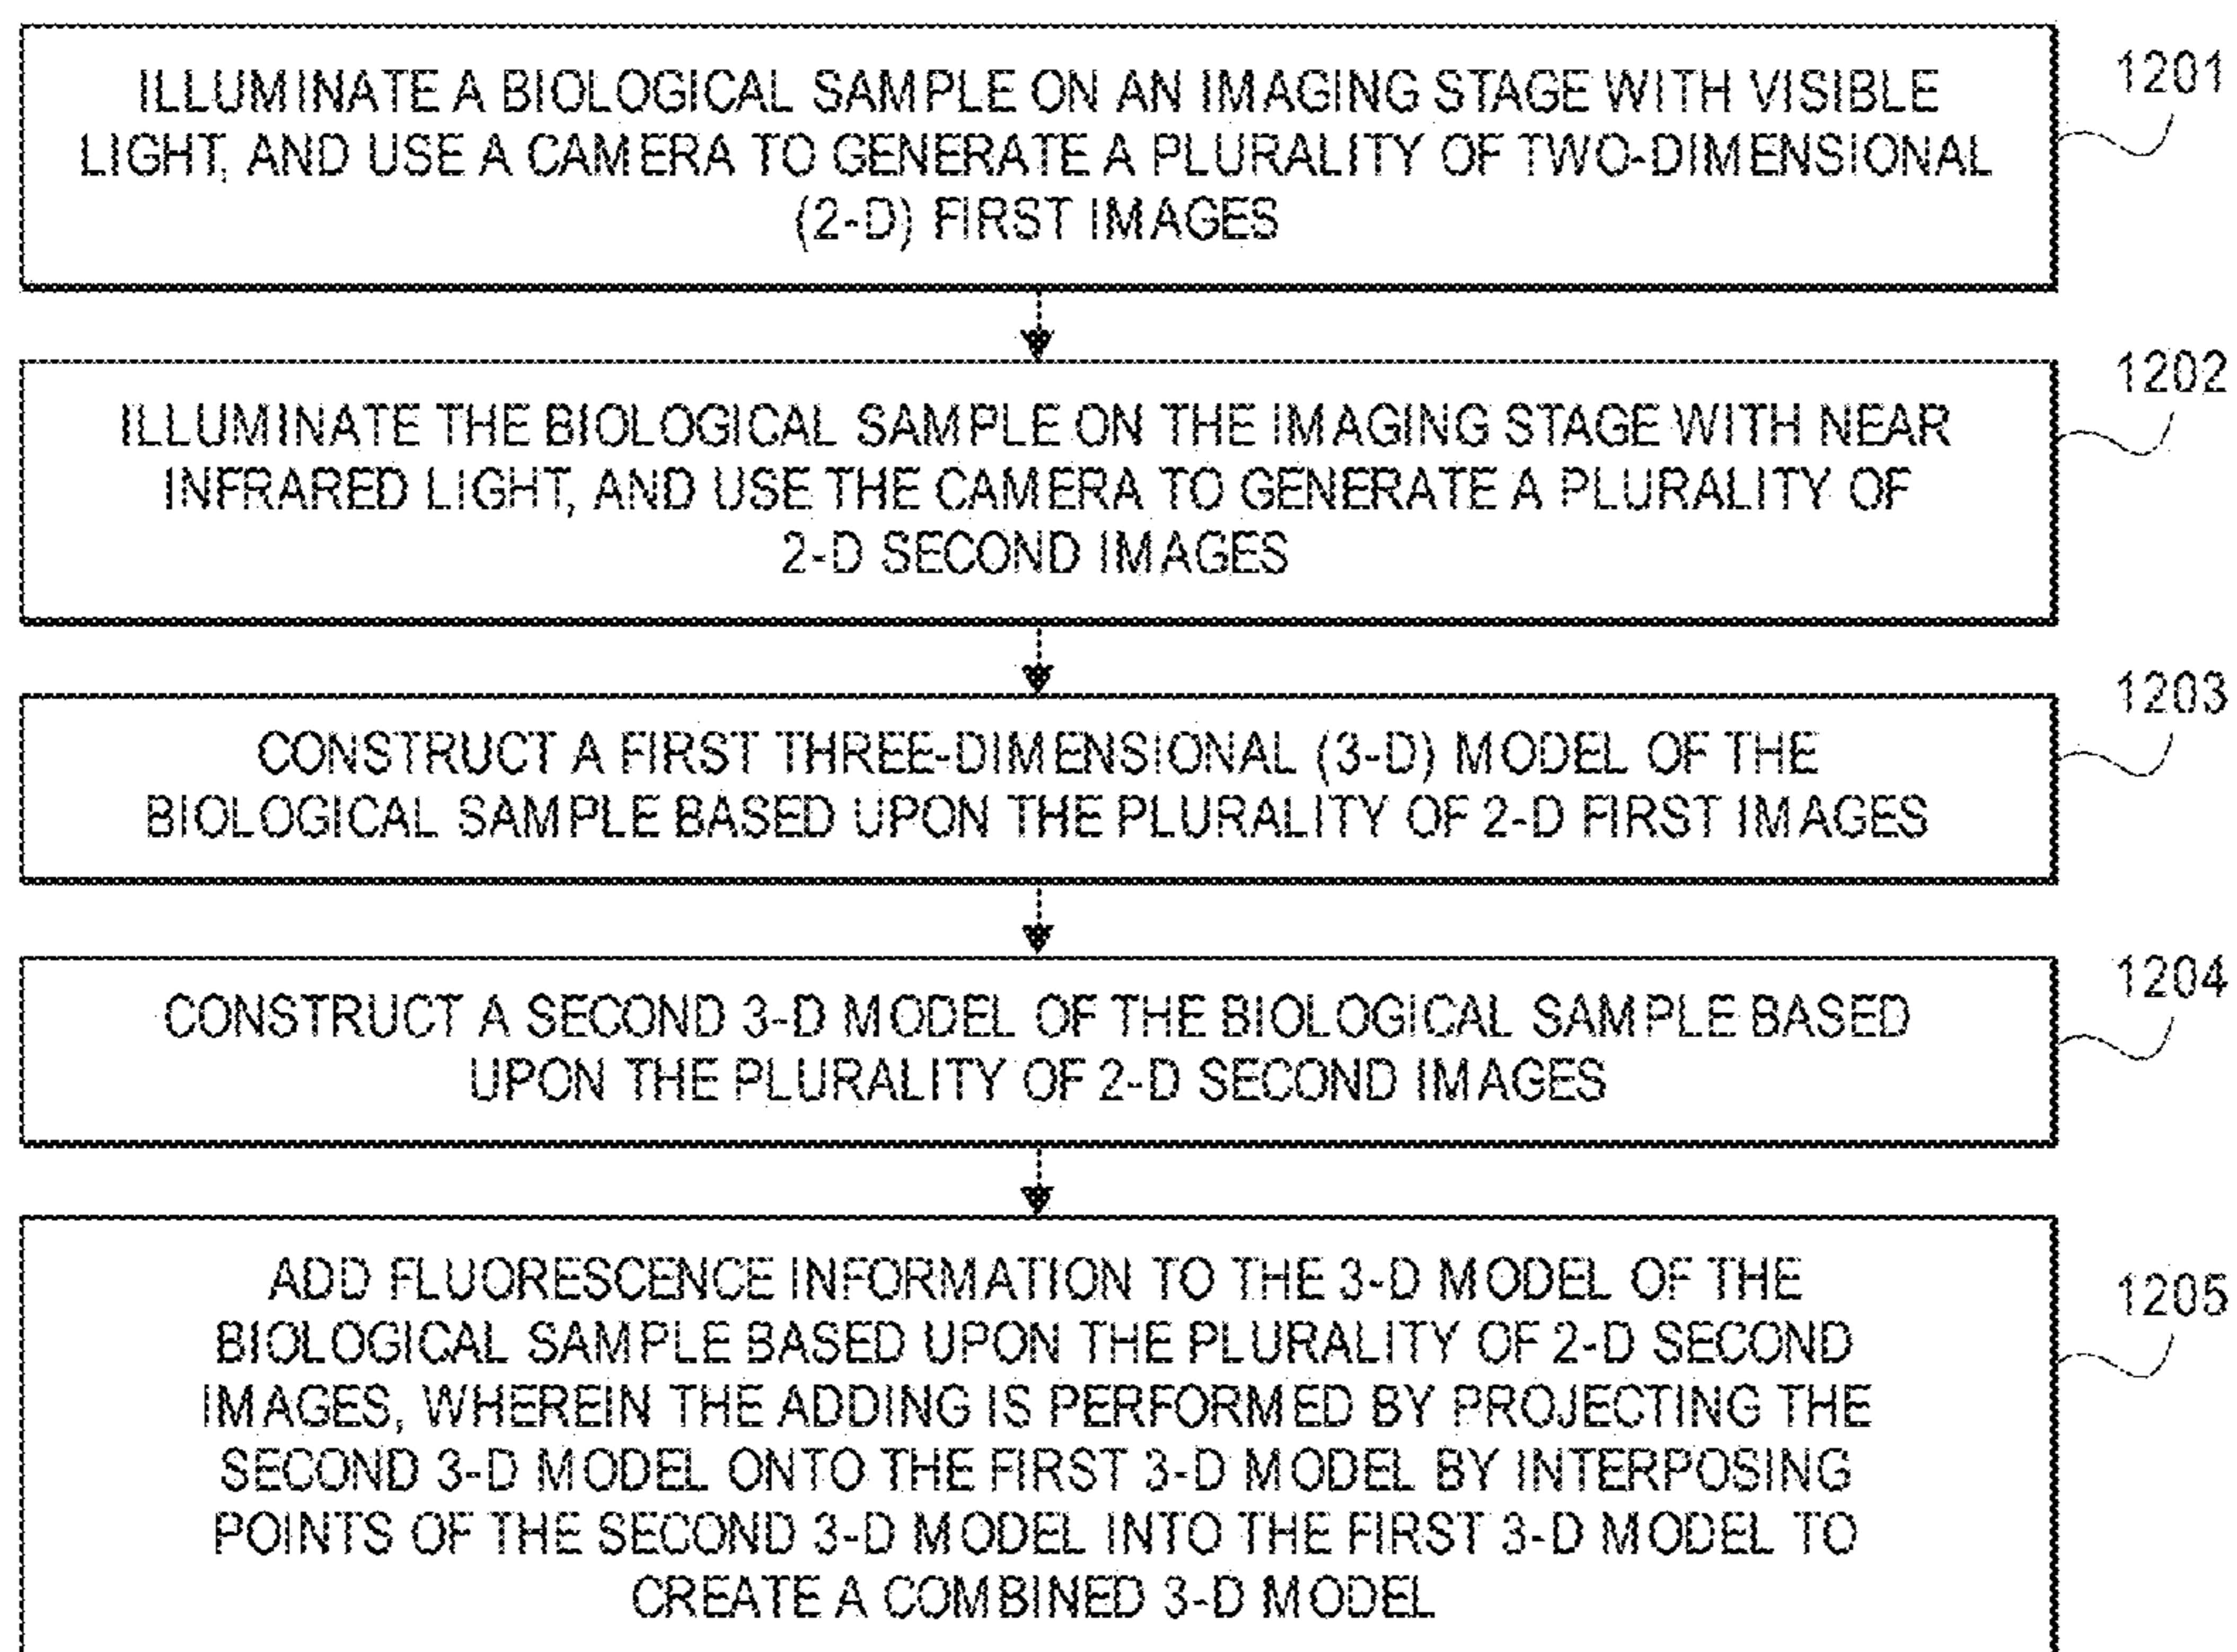 ILLUMINATE A BIOLOGICAL SAMPLE ON AN IMAGING STAGE WITH VISIBLE
LIGHT, AND USE A CAMERA TO GENERATE A PLURALITY OF TWO-DIMENSIONAL
(2-D) FIRST IMAGES
1201
ILLUMINATE THE BIOLOGICAL SAMPLE ON THE IMAGING STAGE WITH NEAR
INFRARED LIGHT, AND USE THE CAMERA TO GENERATE A PLURALITY OF
2-D SECOND IMAGES
1202
CONSTRUCT A FIRST THREE-DIMENSIONAL (3-D) MODEL OF THE
BIOLOGICAL SAMPLE BASED UPON THE PLURALITY OF 2-D FIRST IMAGES
1203
CONSTRUCT A SECOND 3-D MODEL OF THE BIOLOGICAL SAMPLE BASED
UPON THE PLURALITY OF 2-D SECOND IMAGES
1204
ADD FLUORESCENCE INFORMATION TO THE 3-D MODEL OF THE
BIOLOGICAL SAMPLE BASED UPON THE PLURALITY OF 2-D SECOND
IMAGES, WHEREIN THE ADDING IS PERFORMED BY PROJECTING THE
SECOND 3-D MODEL ONTO THE FIRST 3-D MODEL BY INTERPOSING
POINTS OF THE SECOND 3-D MODEL INTO THE FIRST 3-D MODEL TO
CREATE A COMBINED 3-D MODEL
1205